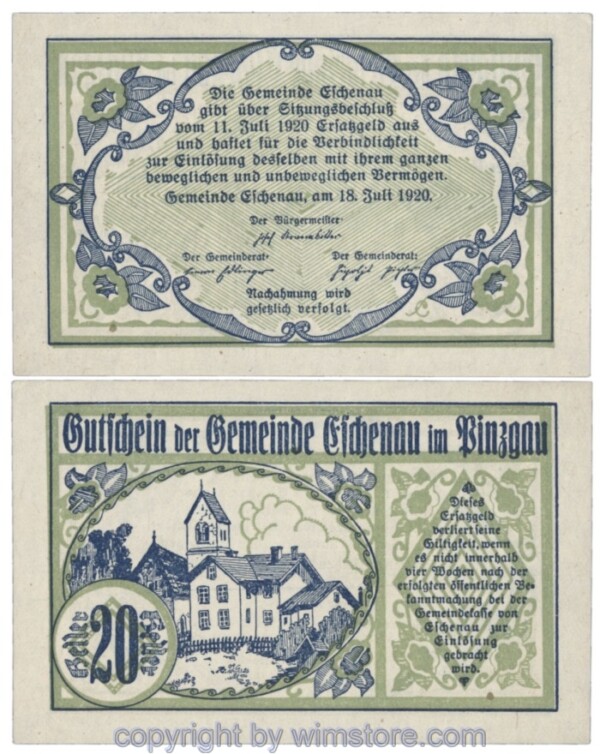 Die Gemeinde Eschenau
gibt über Sitzungsbeschluß
vom 11. Juli 1920 Ersatzgeld aus
und haftet für die Verbindlichkeit
zur Einlösung desselben mit ihrem ganzen
beweglichen und unbeweglichen Vermögen.
Gemeinde Eschenau, am 18. Juli 1920.
Der Bürgermeister:
Der Gemeinderat: Der Gemeinderat:
Nachahmung wird
gesetzlich verfolgt.
Gutschein der Gemeinde Eschenau im Pinzgau
Heller
20
Heller
Dieses
Ersatzgeld
verliert seine
Giltigkeit, wenn
es nicht innerhalb
vier Wochen nach der
erfolgten öffentlichen Be-
kanntmachung bei der
Gemeindekasse von
Eschenau zur
Einlösung
gebracht
wird.
copyright by wimstore.com